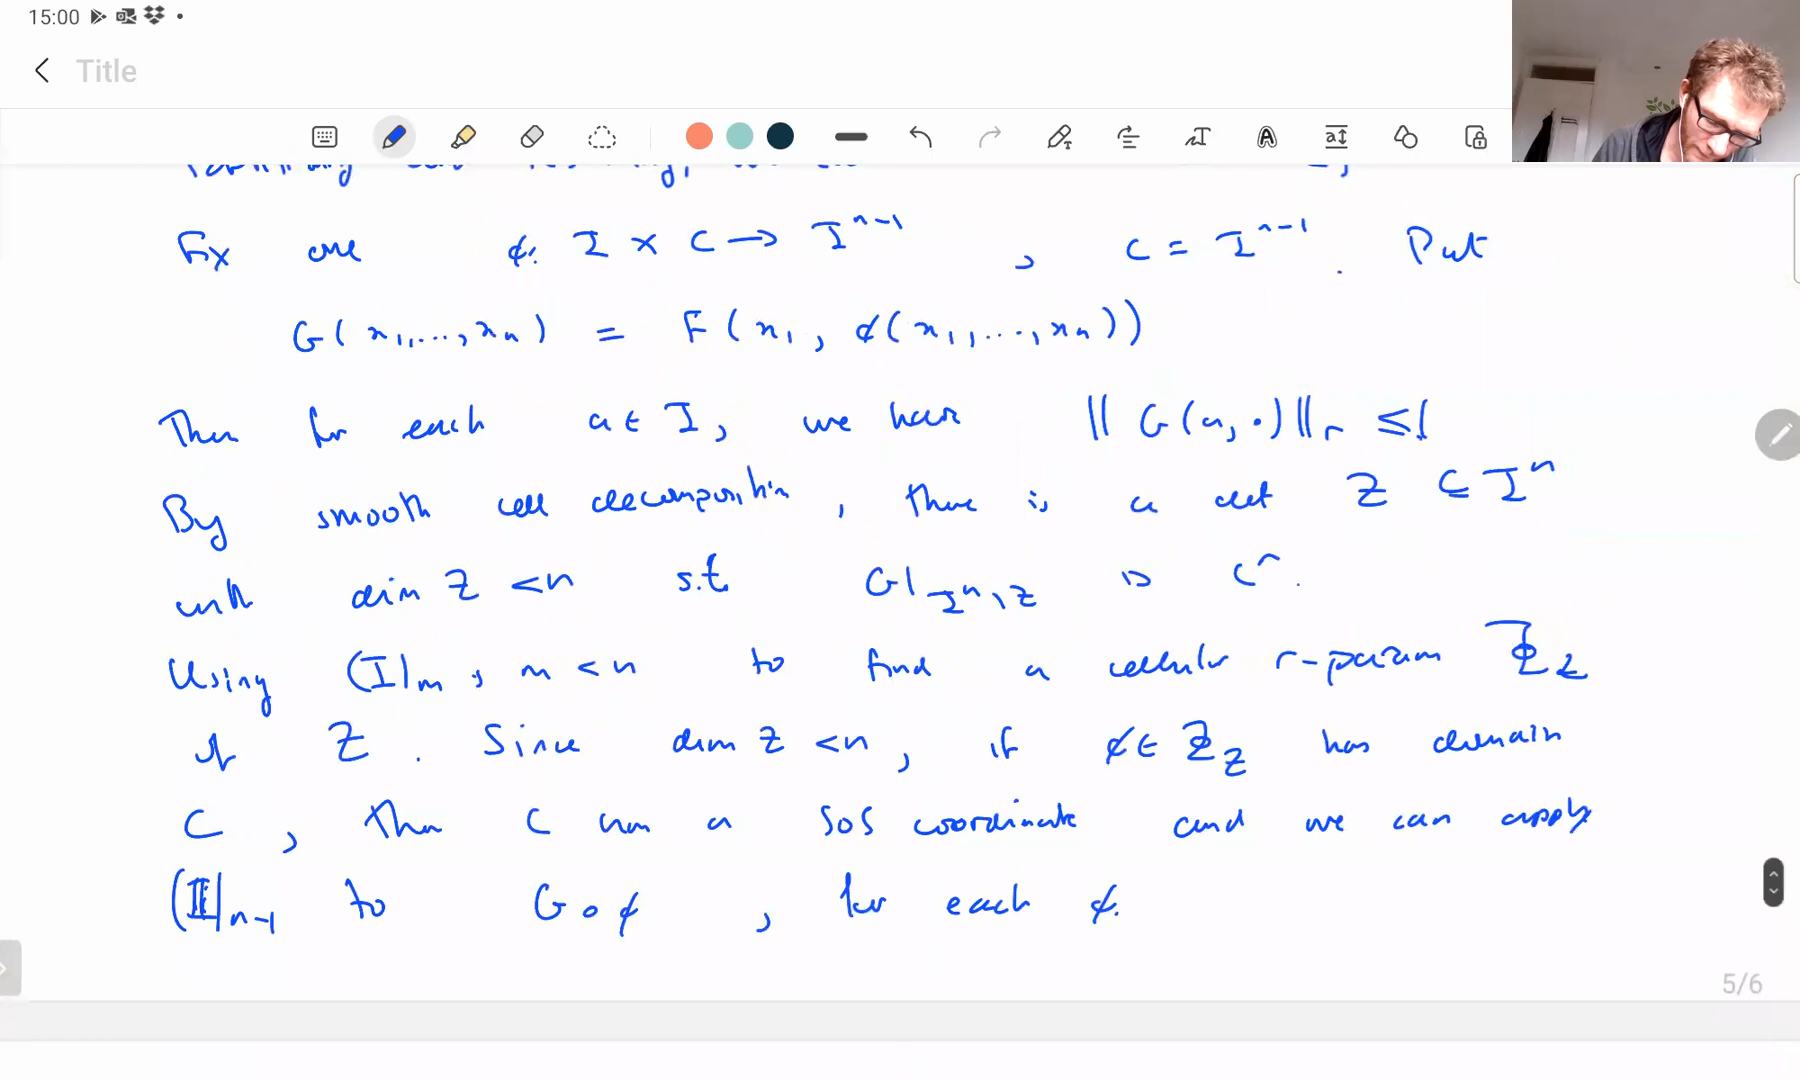 15:00
Title
Fix one ϕ: I × C → I^{n-1} , C = I^{n-1} . Put
G(x_1,...,x_n) = F(x_1, ϕ(x_1,...,x_n))
Then for each a ∈ I, we have ‖G(a, ·)‖_r ≤ 1
By smooth cell decomposition, there is a set Z ⊆ I^n
with dim Z < n s.t. G|_{I^n \ Z} is C^r.
Using (I)_m , m < n to find a cellular r-param Φ_Z
of Z . Since dim Z < n , if ϕ ∈ Φ_Z has domain
C , then C has a SOS coordinate and we can apply
(II)_{n-1} to G ∘ ϕ , for each ϕ.
5/6